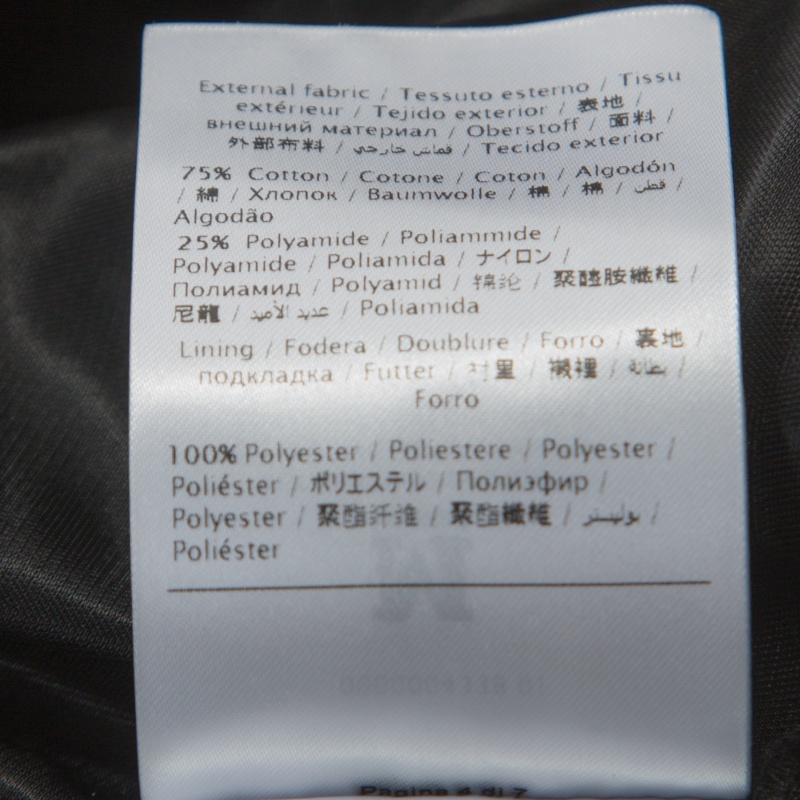 External fabric / Tessuto esterno / Tissu
extérieur / Tejido exterior / 表地 /
внешний материал / Oberstoff / 面料 /
外部布料 / قماش خارجي / Tecido exterior
75% Cotton / Cotone / Coton / Algodón
/ 綿 / Хлопок / Baumwolle / 棉 / 棉 / قطن /
Algodão
25% Polyamide / Poliammide /
Polyamide / Poliamida / ナイロン /
Полиамид / Polyamid / 锦纶 / 聚醯胺纖維 /
尼龍 / عديد الأميد / Poliamida
Lining / Fodera / Doublure / Forro / 裏地 /
подкладка / Futter / 衬里 / 襯裡 / بطانة /
Forro
100% Polyester / Poliestere / Polyester /
Poliéster / ポリエステル / Полиэфир /
Polyester / 聚酯纤维 / 聚酯纖維 / بوليستر /
Poliéster
Pagina 4 di 7